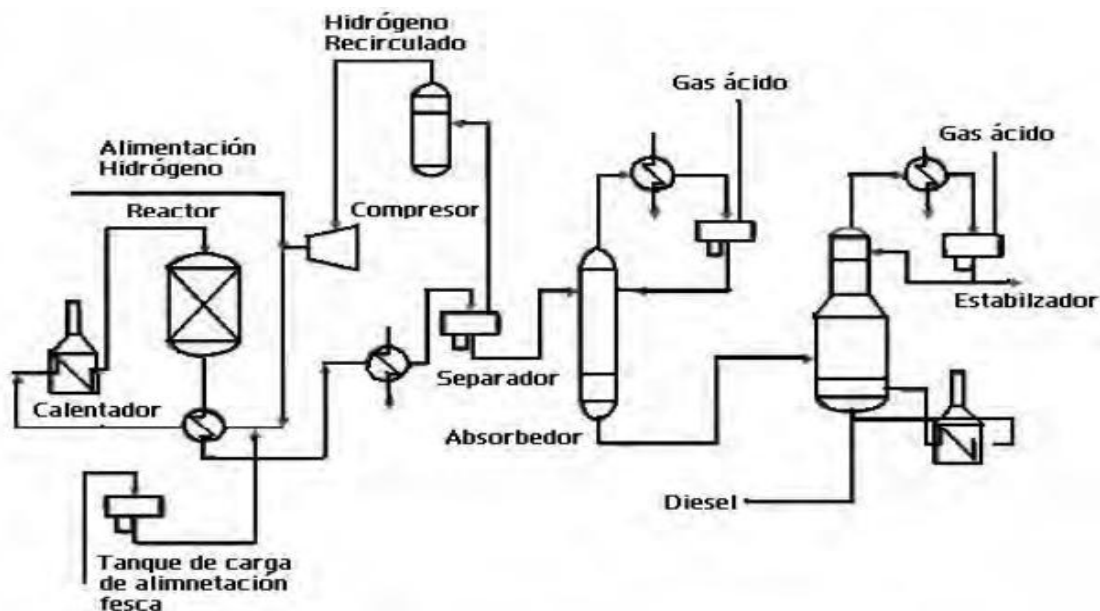 Hidrógeno
Recirculado
Gas ácido
Gas ácido
Alimentación
Hidrógeno
Reactor
Compresor
Estabilzador
Separador
Calentador
Absorbedor
Diesel
Tanque de carga
de alimnetación
fesca